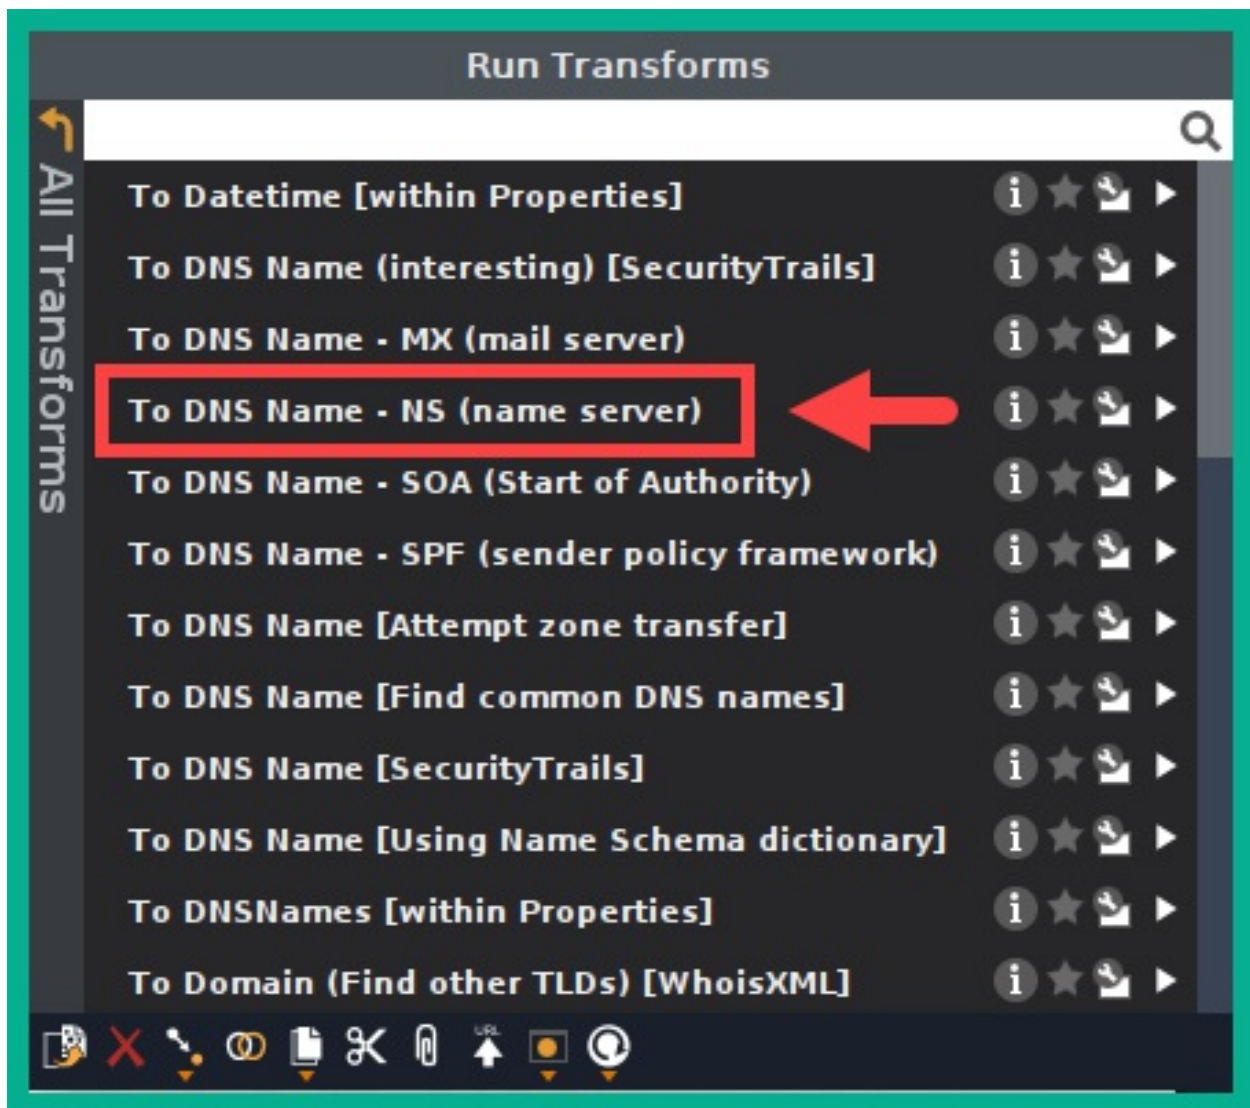 Run Transforms
All Transforms
To Datetime [within Properties]
To DNS Name (interesting) [SecurityTrails]
To DNS Name - MX (mail server)
To DNS Name - NS (name server)
To DNS Name - SOA (Start of Authority)
To DNS Name - SPF (sender policy framework)
To DNS Name [Attempt zone transfer]
To DNS Name [Find common DNS names]
To DNS Name [SecurityTrails]
To DNS Name [Using Name Schema dictionary]
To DNSNames [within Properties]
To Domain (Find other TLDs) [WhoisXML]
URL